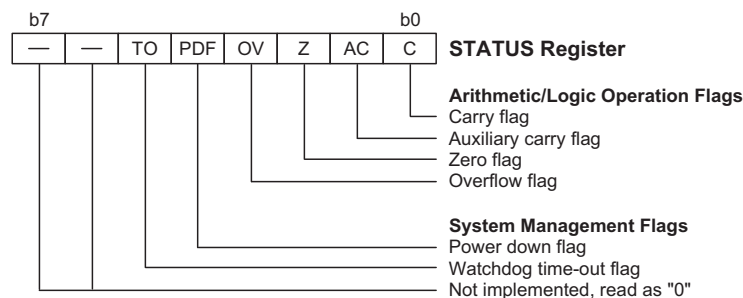 b7 b0
— — TO PDF OV Z AC C STATUS Register
Arithmetic/Logic Operation Flags
Carry flag
Auxiliary carry flag
Zero flag
Overflow flag
System Management Flags
Power down flag
Watchdog time-out flag
Not implemented, read as "0"